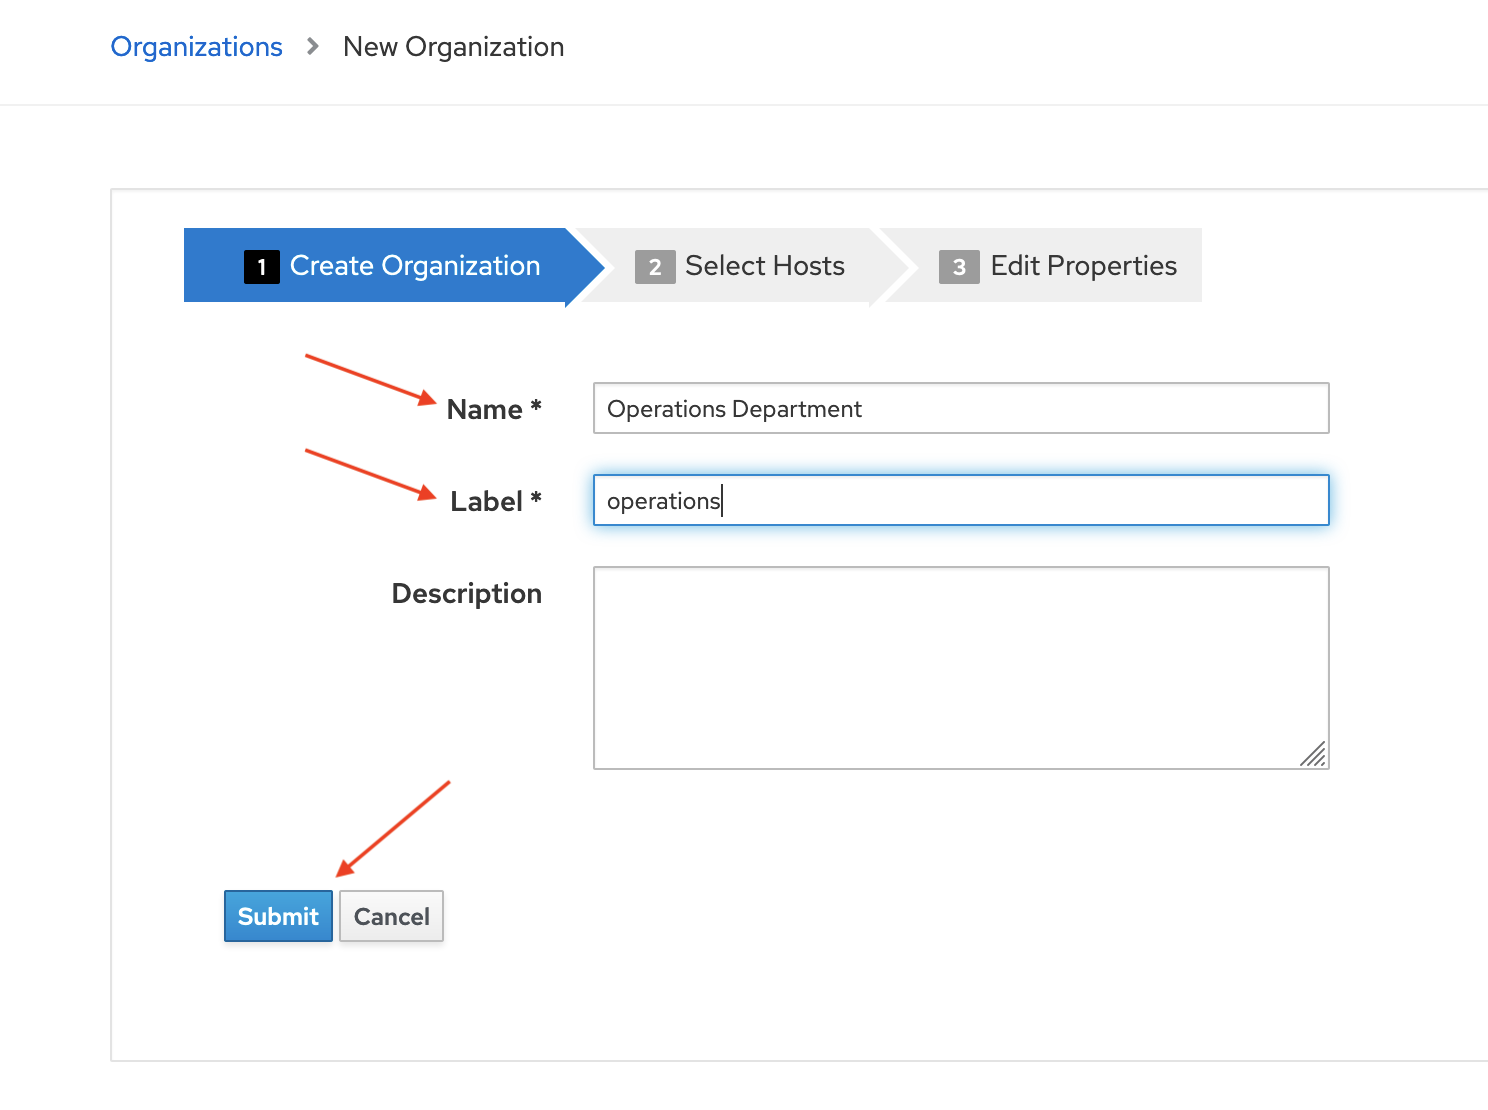 Organizations > New Organization
1 Create Organization 2 Select Hosts 3 Edit Properties
Name * Operations Department
Label * operations
Description
Submit Cancel